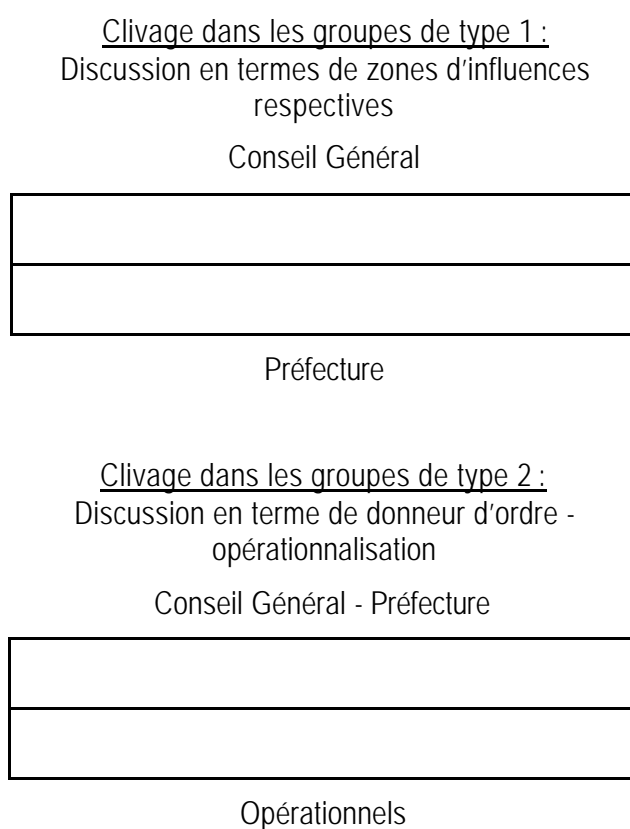 Clivage dans les groupes de type 1 :
Discussion en termes de zones d'influences
respectives
Conseil Général
Préfecture
Clivage dans les groupes de type 2 :
Discussion en terme de donneur d'ordre -
opérationnalisation
Conseil Général - Préfecture
Opérationnels